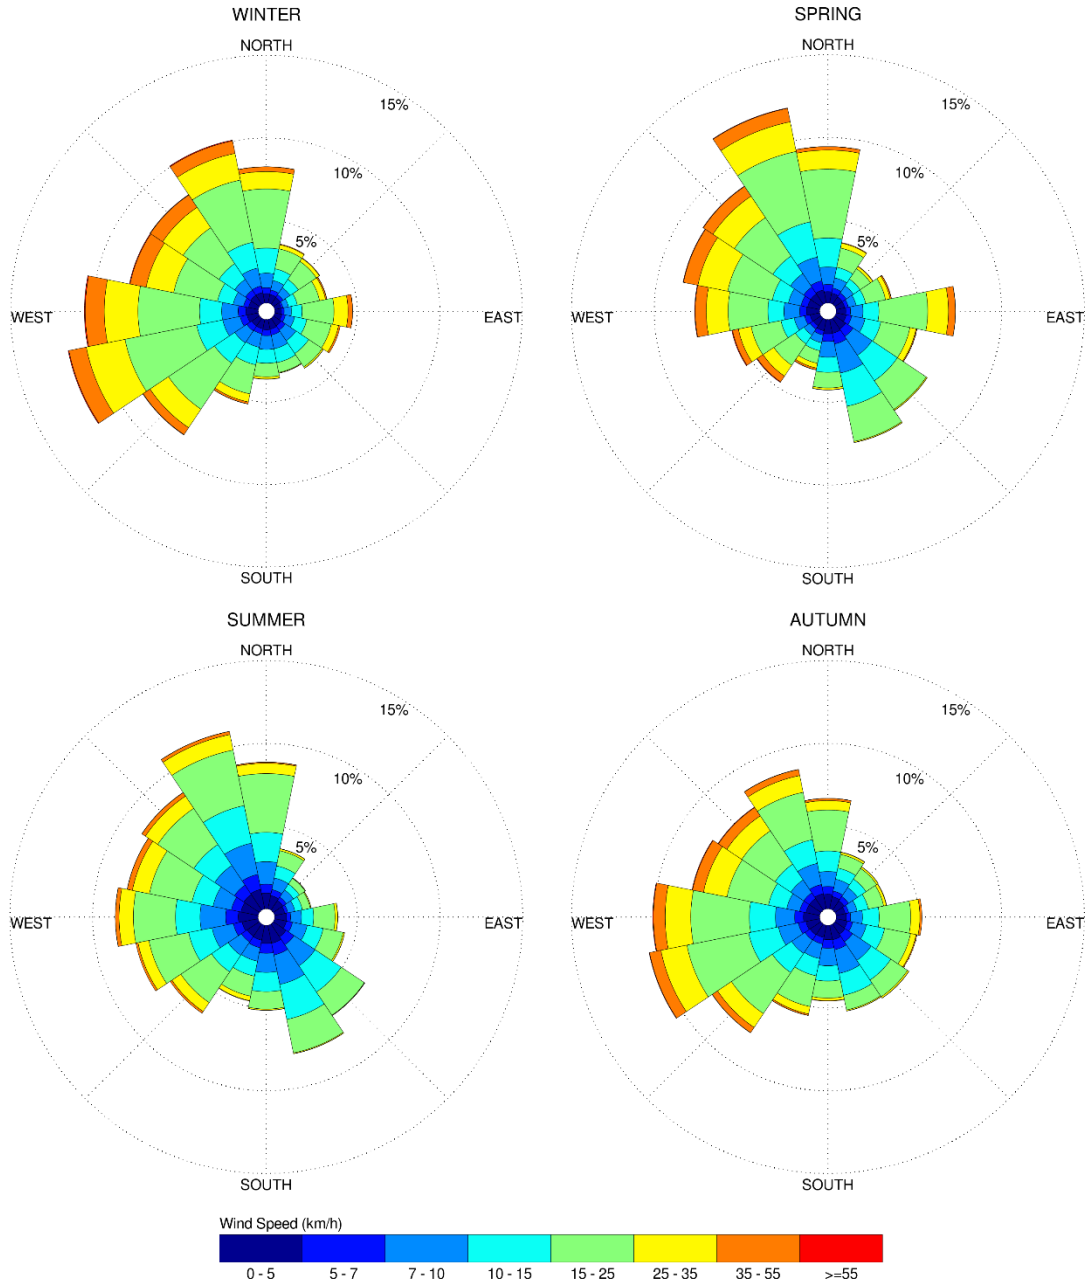 WINTER
NORTH
15%
10%
5%
WEST
EAST
SOUTH
SPRING
NORTH
15%
10%
5%
WEST
EAST
SOUTH
SUMMER
NORTH
15%
10%
5%
WEST
EAST
SOUTH
AUTUMN
NORTH
15%
10%
5%
WEST
EAST
SOUTH
Wind Speed (km/h)
0 - 5 5 - 7 7 - 10 10 - 15 15 - 25 25 - 35 35 - 55 >=55